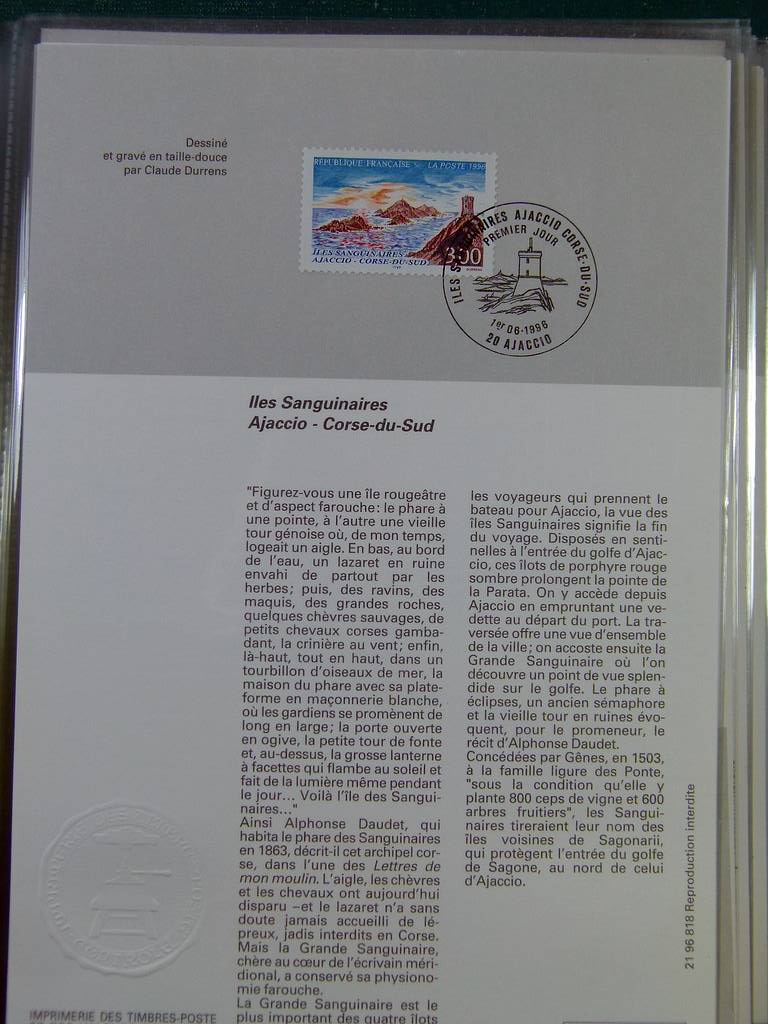 Dessiné
et gravé en taille-douce
par Claude Durrens
RÉPUBLIQUE FRANÇAISE LA POSTE 1996
ILES SANGUINAIRES
AJACCIO - CORSE-DU-SUD
3,00
DURRENS
ILES SANGUINAIRES AJACCIO CORSE-DU-SUD
PREMIER JOUR
1er 06-1996
20 AJACCIO
Iles Sanguinaires
Ajaccio - Corse-du-Sud
"Figurez-vous une île rougeâtre
et d'aspect farouche: le phare à
une pointe, à l'autre une vieille
tour génoise où, de mon temps,
logeait un aigle. En bas, au bord
de l'eau, un lazaret en ruine
envahi de partout par les
herbes; puis, des ravins, des
maquis, des grandes roches,
quelques chèvres sauvages, de
petits chevaux corses gamba-
dant, la crinière au vent; enfin,
là-haut, tout en haut, dans un
tourbillon d'oiseaux de mer, la
maison du phare avec sa plate-
forme en maçonnerie blanche,
où les gardiens se promènent de
long en large; la porte ouverte
en ogive, la petite tour de fonte
et, au-dessus, la grosse lanterne
à facettes qui flambe au soleil et
fait de la lumière même pendant
le jour... Voilà l'île des Sangui-
naires..."
Ainsi Alphonse Daudet, qui
habita le phare des Sanguinaires
en 1863, décrit-il cet archipel cor-
se, dans l'une des Lettres de
mon moulin. L'aigle, les chèvres
et les chevaux ont aujourd'hui
disparu –et le lazaret n'a sans
doute jamais accueilli de lé-
preux, jadis interdits en Corse.
Mais la Grande Sanguinaire,
chère au cœur de l'écrivain méri-
dional, a conservé sa physiono-
mie farouche.
La Grande Sanguinaire est le
plus important des quatre îlots
les voyageurs qui prennent le
bateau pour Ajaccio, la vue des
îles Sanguinaires signifie la fin
du voyage. Disposés en senti-
nelles à l'entrée du golfe d'Ajac-
cio, ces îlots de porphyre rouge
sombre prolongent la pointe de
la Parata. On y accède depuis
Ajaccio en empruntant une ve-
dette au départ du port. La tra-
versée offre une vue d'ensemble
de la ville; on accoste ensuite la
Grande Sanguinaire où l'on
découvre un point de vue splen-
dide sur le golfe. Le phare à
éclipses, un ancien sémaphore
et la vieille tour en ruines évo-
quent, pour le promeneur, le
récit d'Alphonse Daudet.
Concédées par Gênes, en 1503,
à la famille ligure des Ponte,
"sous la condition qu'elle y
plante 800 ceps de vigne et 600
arbres fruitiers", les Sangui-
naires tireraient leur nom des
îles voisines de Sagonarii,
qui protègent l'entrée du golfe
de Sagone, au nord de celui
d'Ajaccio.
21 96 818 Reproduction interdite
IMPRIMERIE DES TIMBRES-POSTE